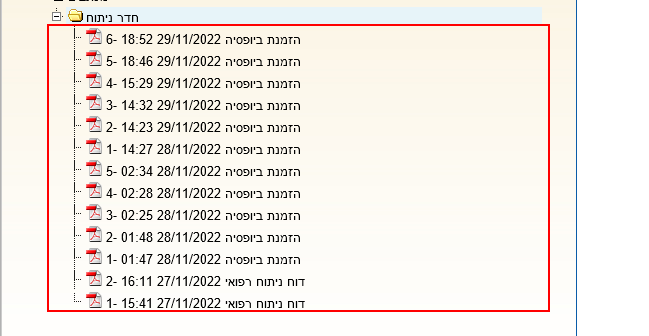 חדר ניתוח
הזמנת ביופסיה 29/11/2022 18:52 -6
הזמנת ביופסיה 29/11/2022 18:46 -5
הזמנת ביופסיה 29/11/2022 15:29 -4
הזמנת ביופסיה 29/11/2022 14:32 -3
הזמנת ביופסיה 29/11/2022 14:23 -2
הזמנת ביופסיה 28/11/2022 14:27 -1
הזמנת ביופסיה 28/11/2022 02:34 -5
הזמנת ביופסיה 28/11/2022 02:28 -4
הזמנת ביופסיה 28/11/2022 02:25 -3
הזמנת ביופסיה 28/11/2022 01:48 -2
הזמנת ביופסיה 28/11/2022 01:47 -1
דוח ניתוח רפואי 27/11/2022 16:11 -2
דוח ניתוח רפואי 27/11/2022 15:41 -1